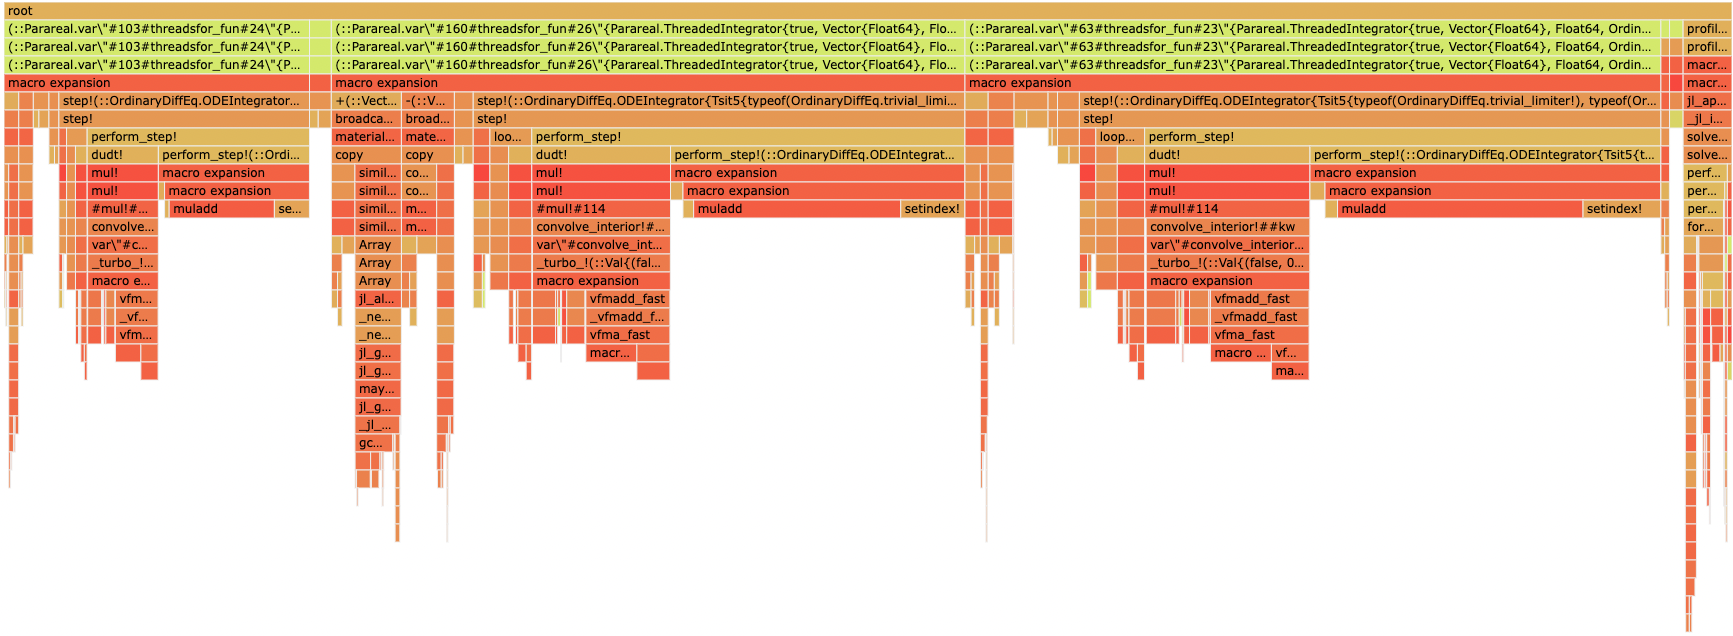 root
(::Parareal.var\"#103#threadsfor_fun#24\"{P... (::Parareal.var\"#160#threadsfor_fun#26\"{Parareal.ThreadedIntegrator{true, Vector{Float64}, Flo... (::Parareal.var\"#63#threadsfor_fun#23\"{Parareal.ThreadedIntegrator{true, Vector{Float64}, Float64, Ordin... profil...
(::Parareal.var\"#103#threadsfor_fun#24\"{P... (::Parareal.var\"#160#threadsfor_fun#26\"{Parareal.ThreadedIntegrator{true, Vector{Float64}, Flo... (::Parareal.var\"#63#threadsfor_fun#23\"{Parareal.ThreadedIntegrator{true, Vector{Float64}, Float64, Ordin... profil...
(::Parareal.var\"#103#threadsfor_fun#24\"{P... (::Parareal.var\"#160#threadsfor_fun#26\"{Parareal.ThreadedIntegrator{true, Vector{Float64}, Flo... (::Parareal.var\"#63#threadsfor_fun#23\"{Parareal.ThreadedIntegrator{true, Vector{Float64}, Float64, Ordin... macr...
macro expansion macro expansion macro expansion macr...
step!(::OrdinaryDiffEq.ODEIntegrator... +(::Vect... -(::V... step!(::OrdinaryDiffEq.ODEIntegrator{Tsit5{typeof(OrdinaryDiffEq.trivial_limi... step!(::OrdinaryDiffEq.ODEIntegrator{Tsit5{typeof(OrdinaryDiffEq.trivial_limiter!), typeof(Or... jl_ap...
step! broadca... broad... step! step! _jl_i...
perform_step! material... mate... loo... perform_step! loop... perform_step! solve...
dudt! perform_step!(::Ordi... copy copy dudt! perform_step!(::OrdinaryDiffEq.ODEIntegrat... dudt! perform_step!(::OrdinaryDiffEq.ODEIntegrator{Tsit5{t... solve...
mul! macro expansion simil... co... mul! macro expansion mul! macro expansion perf...
mul! macro expansion simil... co... mul! macro expansion mul! macro expansion per...
#mul!#... muladd se... simil... m... #mul!#114 muladd setindex! #mul!#114 muladd setindex! per...
convolve... simil... m... convolve_interior!#... convolve_interior!##kw for...
var\"#c... Array var\"#convolve_int... var\"#convolve_interior...
_turbo_!... Array _turbo_!(::Val{(fal... _turbo_!(::Val{(false, 0...
macro e... Array macro expansion macro expansion
vfm... jl_al... vfmadd_fast vfmadd_fast
_vf... _ne... _vfmadd_f... _vfmadd_fast
vfm... _ne... vfma_fast vfma_fast
jl_g... macr... macro ... vf...
jl_g... ma...
may...
jl_g...
_jl_...
gc...